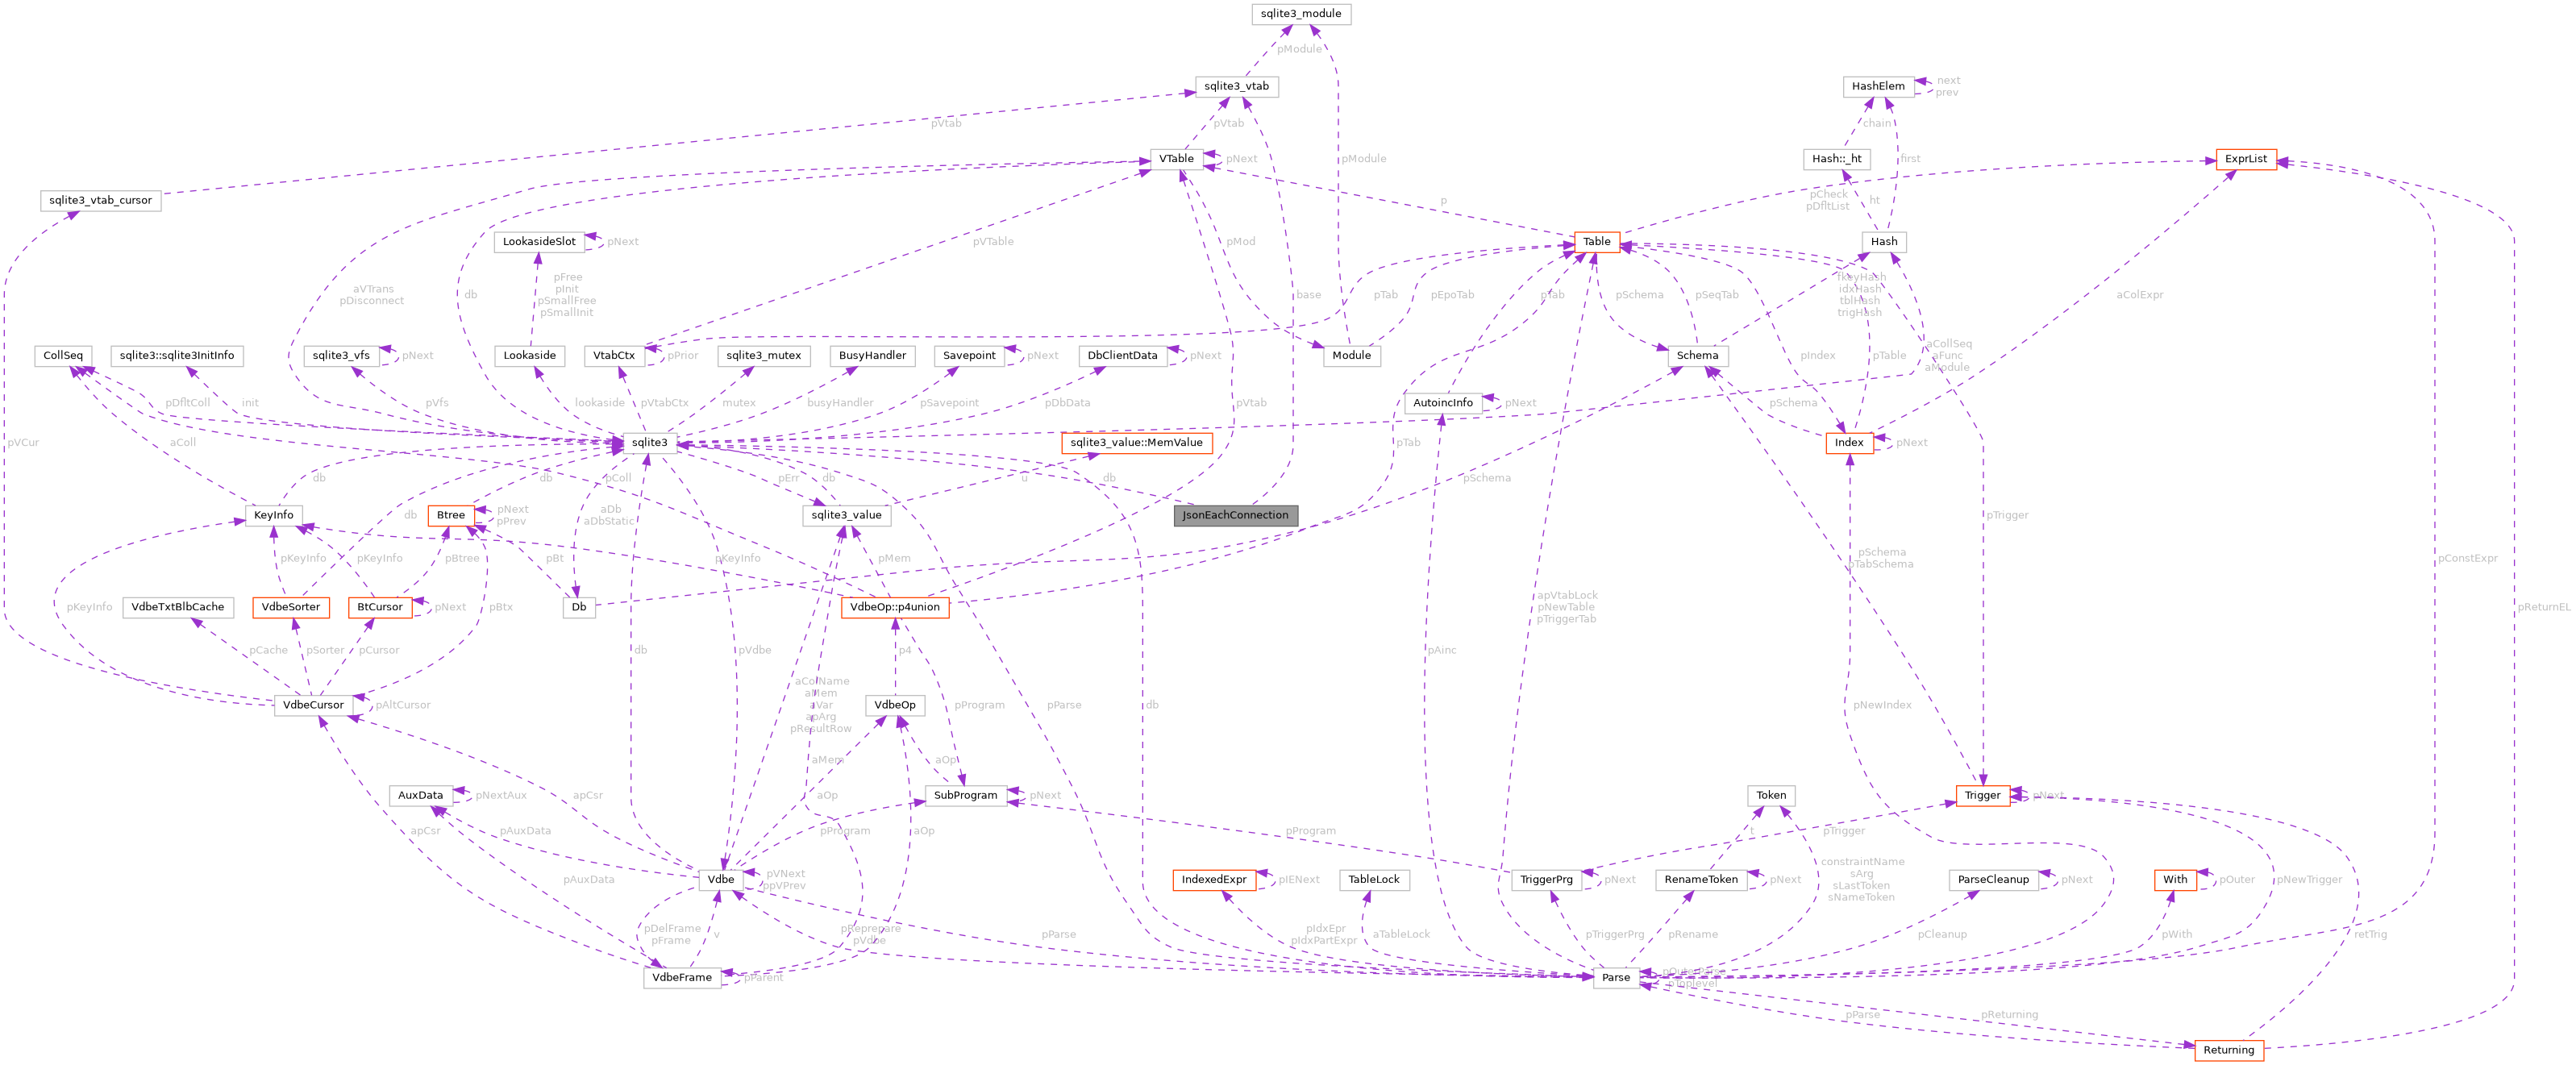 sqlite3_module
pModule
sqlite3_vtab
HashElem
next
prev
pVtab
pVtab
chain
VTable
pNext
pModule
Hash::_ht
first
ExprList
sqlite3_vtab_cursor
p
pCheck
pDfltList
ht
LookasideSlot
pNext
pVTable
pMod
Table
Hash
pFree
pInit
pSmallFree
pSmallInit
aVTrans
pDisconnect
db
base
pTab
pEpoTab
pTab
pSchema
pSeqTab
fkeyHash
idxHash
tblHash
trigHash
aColExpr
CollSeq
sqlite3::sqlite3InitInfo
sqlite3_vfs
pNext
Lookaside
VtabCtx
pPrior
sqlite3_mutex
BusyHandler
Savepoint
pNext
DbClientData
pNext
Module
Schema
pIndex
pTable
aCollSeq
aFunc
aModule
pDfltColl
init
pVfs
lookaside
pVtabCtx
mutex
busyHandler
pSavepoint
pDbData
pVtab
AutoincInfo
pNext
pSchema
pVCur
aColl
sqlite3
sqlite3_value::MemValue
pTab
Index
pNext
db
db
pColl
pErr
db
u
db
pSchema
KeyInfo
db
Btree
pNext
pPrev
aDb
aDbStatic
sqlite3_value
JsonEachConnection
pTrigger
pKeyInfo
pKeyInfo
pBtree
pBt
pKeyInfo
pMem
pSchema
pTabSchema
pConstExpr
pKeyInfo
VdbeTxtBlbCache
VdbeSorter
BtCursor
pNext
pBtx
Db
VdbeOp::p4union
apVtabLock
pNewTable
pTriggerTab
pReturnEL
pCache
pSorter
pCursor
db
pVdbe
p4
pAinc
VdbeCursor
pAltCursor
aColName
aMem
aVar
apArg
pResultRow
VdbeOp
pProgram
pParse
db
pNewIndex
aMem
aOp
AuxData
pNextAux
apCsr
aOp
SubProgram
pNext
Token
Trigger
pNext
apCsr
pAuxData
pProgram
aOp
pProgram
t
pTrigger
constraintName
sArg
sLastToken
sNameToken
pAuxData
Vdbe
pVNext
ppVPrev
IndexedExpr
pIENext
TableLock
TriggerPrg
pNext
RenameToken
pNext
ParseCleanup
pNext
With
pOuter
pNewTrigger
pDelFrame
pFrame
v
pReprepare
pVdbe
pParse
pIdxEpr
pIdxPartExpr
aTableLock
pTriggerPrg
pRename
pCleanup
pWith
retTrig
VdbeFrame
pParent
Parse
pOuterParse
pToplevel
pParse
pReturning
Returning